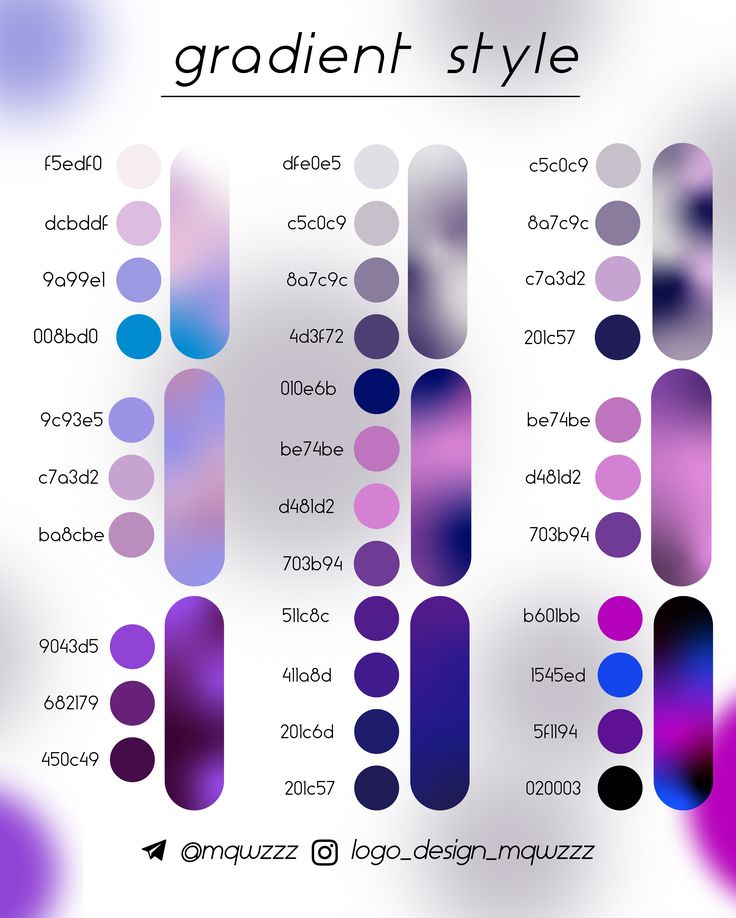 gradient style
f5edf0
dcbddf
9a99e1
008bd0
dfe0e5
c5c0c9
8a7c9c
4d3f72
c5c0c9
8a7c9c
c7a3d2
201c57
9c93e5
c7a3d2
ba8cbe
010e6b
be74be
d481d2
703b94
be74be
d481d2
703b94
9043d5
682179
450c49
511c8c
411a8d
201c6d
201c57
b601bb
1545ed
5f1194
020003
@mqwzzz
logo_design_mqwzzz